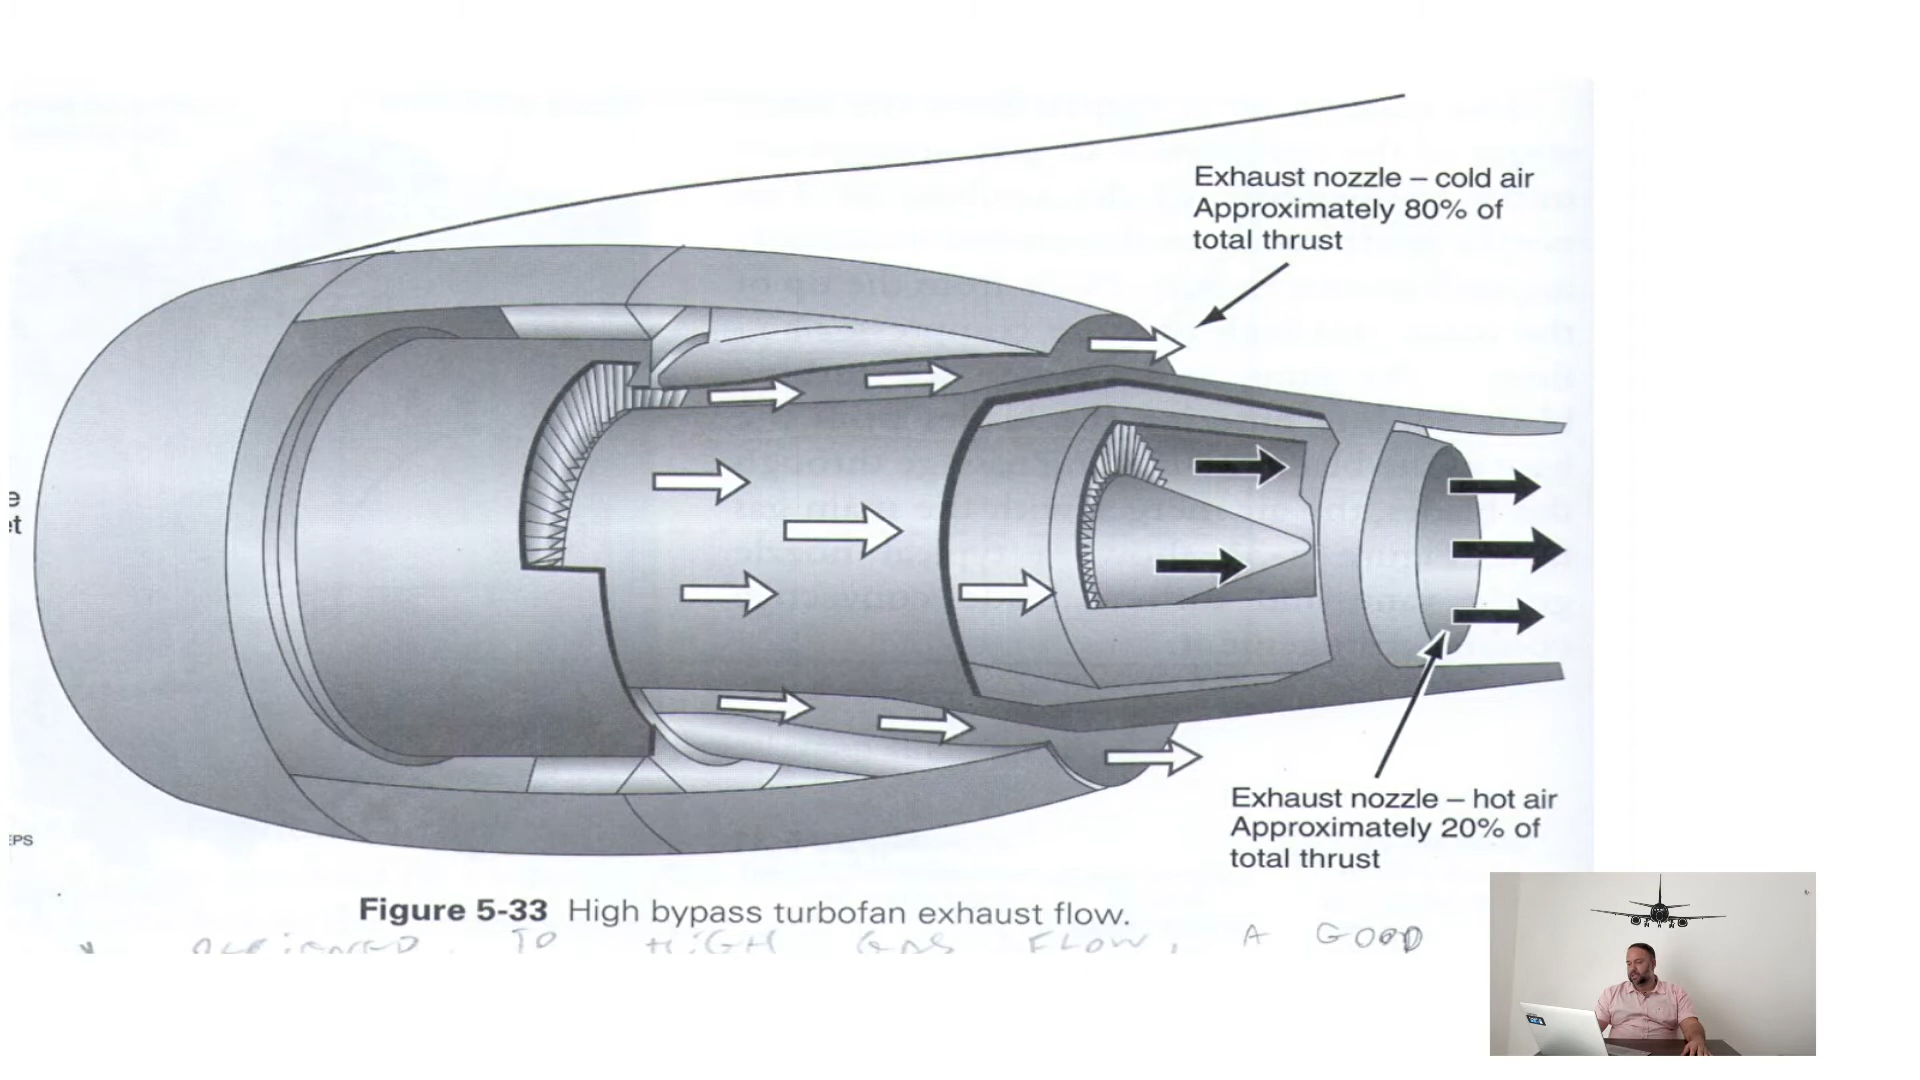 Exhaust nozzle – cold air
Approximately 80% of
total thrust
e
et
Exhaust nozzle – hot air
Approximately 20% of
total thrust
EPS
Figure 5-33 High bypass turbofan exhaust flow.
TO HIGH GAS FLOW, A GOOD